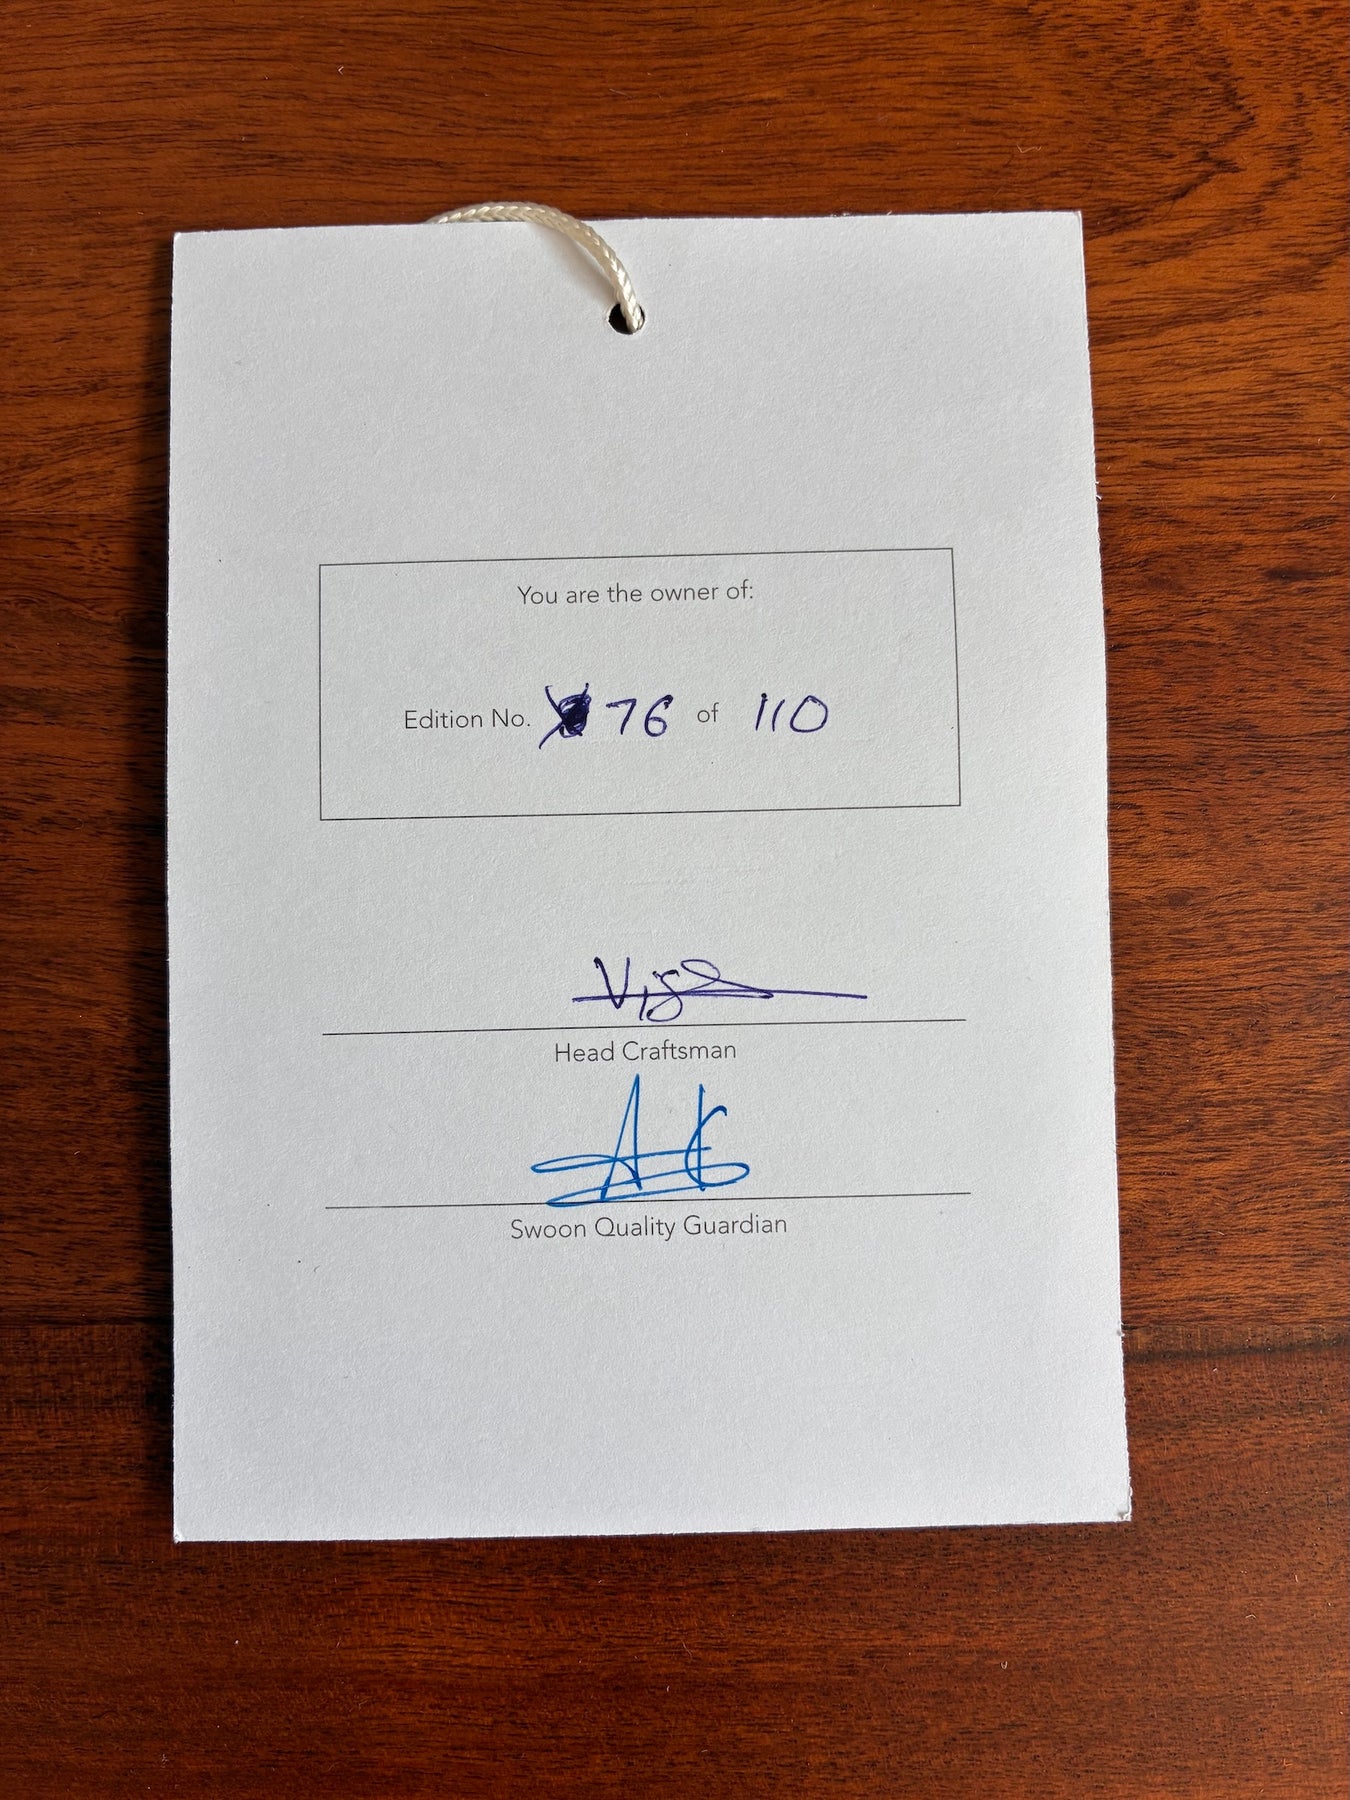 You are the owner of:
Edition No. 76 of 110
Head Craftsman
Swoon Quality Guardian